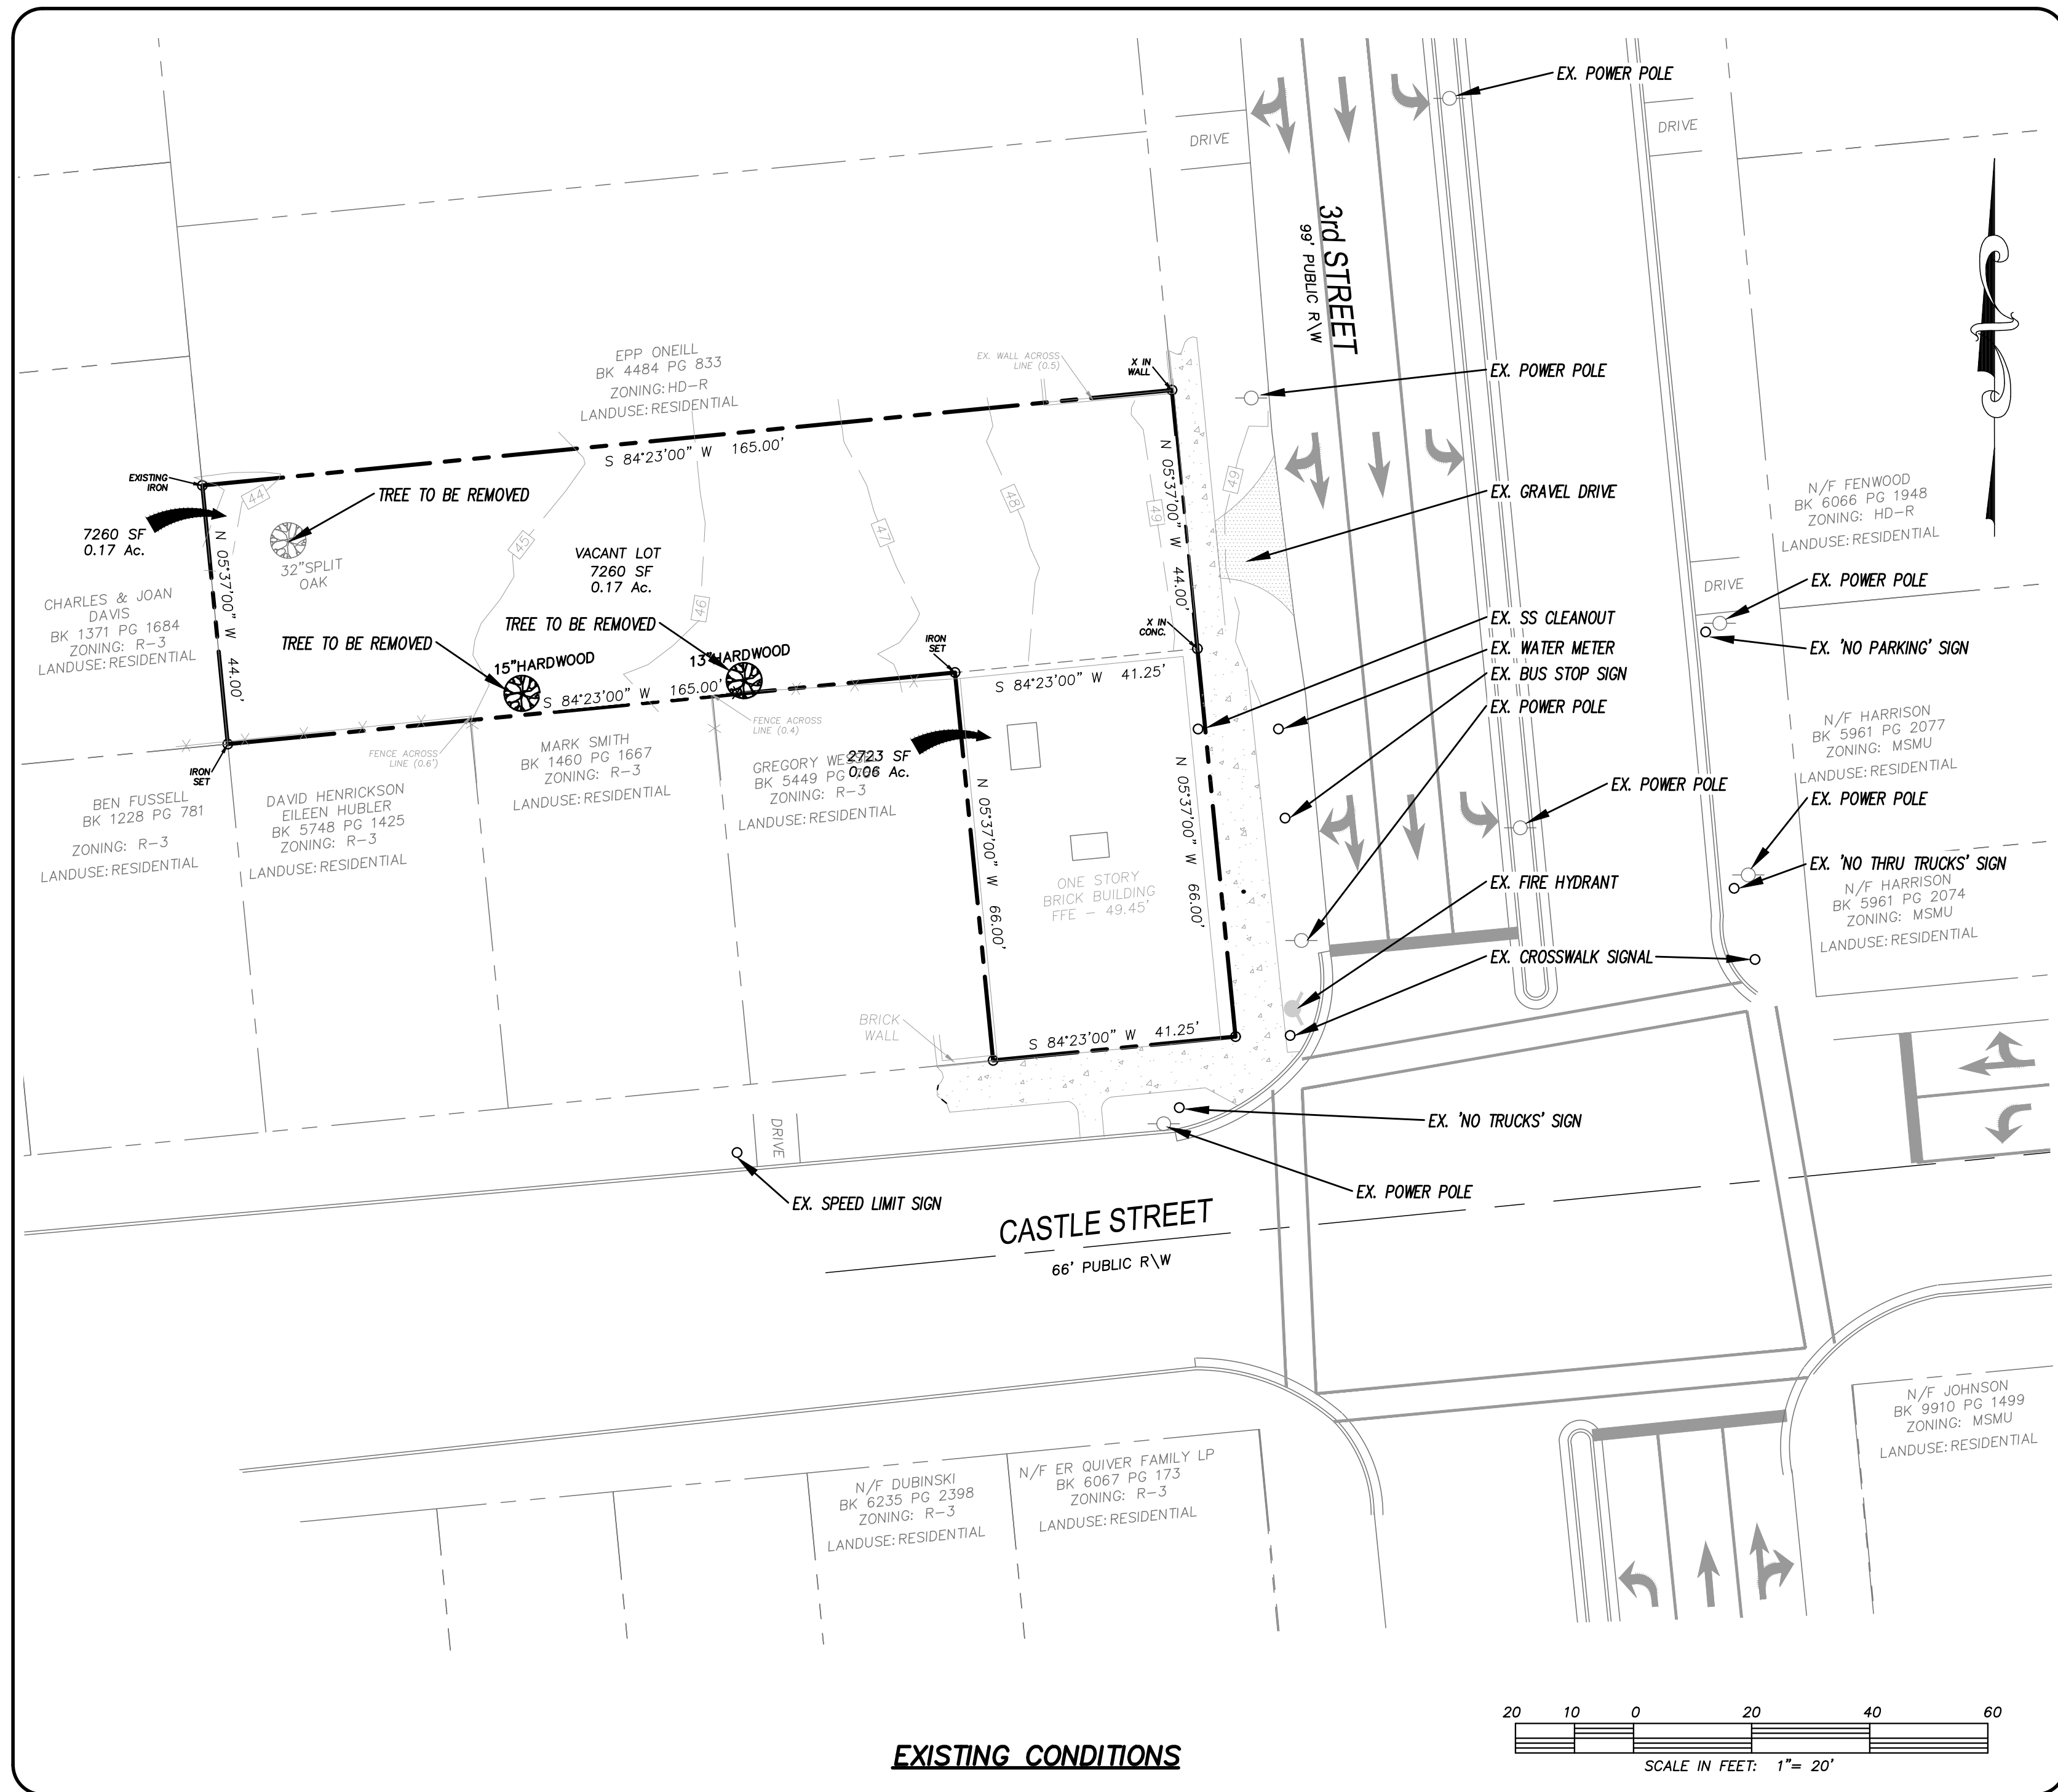 EX. POWER POLE
DRIVE
DRIVE
3rd STREET
99' PUBLIC R\W
EPP ONEILL
BK 4484 PG 833
ZONING: HD-R
LANDUSE: RESIDENTIAL
EX. WALL ACROSS
LINE (0.5)
X IN
WALL
EX. POWER POLE
S 84°23'00" W 165.00'
EXISTING
IRON
44
TREE TO BE REMOVED
7260 SF
0.17 Ac.
N 05°37'00" W 44.00'
32"SPLIT
OAK
45
46
47
48
49
49
N 05°37'00" W 44.00'
EX. GRAVEL DRIVE
N/F FENWOOD
BK 6066 PG 1948
ZONING: HD-R
LANDUSE: RESIDENTIAL
VACANT LOT
7260 SF
0.17 Ac.
CHARLES & JOAN
DAVIS
BK 1371 PG 1684
ZONING: R-3
LANDUSE: RESIDENTIAL
TREE TO BE REMOVED
TREE TO BE REMOVED
15"HARDWOOD
13"HARDWOOD
IRON
SET
X IN
CONC.
DRIVE
EX. POWER POLE
EX. 'NO PARKING' SIGN
EX. SS CLEANOUT
EX. WATER METER
EX. BUS STOP SIGN
EX. POWER POLE
S 84°23'00" W 165.00'
S 84°23'00" W 41.25'
FENCE ACROSS
LINE (0.4)
FENCE ACROSS
LINE (0.6')
IRON
SET
BEN FUSSELL
BK 1228 PG 781
ZONING: R-3
LANDUSE: RESIDENTIAL
DAVID HENRICKSON
EILEEN HUBLER
BK 5748 PG 1425
ZONING: R-3
LANDUSE: RESIDENTIAL
MARK SMITH
BK 1460 PG 1667
ZONING: R-3
LANDUSE: RESIDENTIAL
GREGORY
BK 5449 PG
ZONING: R-3
LANDUSE: RESIDENTIAL
2723 SF
0.06 Ac.
N 05°37'00" W 66.00'
N 05°37'00" W 66.00'
ONE STORY
BRICK BUILDING
FFE - 49.45'
N/F HARRISON
BK 5961 PG 2077
ZONING: MSMU
LANDUSE: RESIDENTIAL
EX. POWER POLE
EX. POWER POLE
EX. 'NO THRU TRUCKS' SIGN
N/F HARRISON
BK 5961 PG 2074
ZONING: MSMU
LANDUSE: RESIDENTIAL
EX. FIRE HYDRANT
EX. CROSSWALK SIGNAL
BRICK
WALL
S 84°23'00" W 41.25'
DRIVE
EX. 'NO TRUCKS' SIGN
EX. POWER POLE
EX. SPEED LIMIT SIGN
CASTLE STREET
66' PUBLIC R\W
N/F DUBINSKI
BK 6235 PG 2398
ZONING: R-3
LANDUSE: RESIDENTIAL
N/F ER QUIVER FAMILY LP
BK 6067 PG 173
ZONING: R-3
LANDUSE: RESIDENTIAL
N/F JOHNSON
BK 9910 PG 1499
ZONING: MSMU
LANDUSE: RESIDENTIAL
EXISTING CONDITIONS
20 10 0 20 40 60
SCALE IN FEET: 1"= 20'